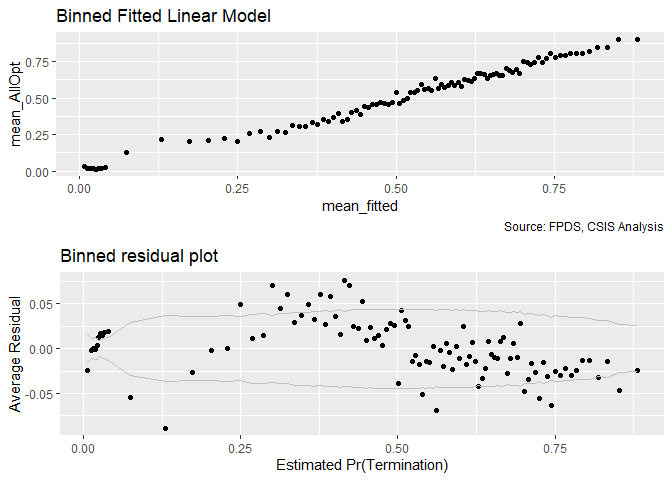 Binned Fitted Linear Model
mean_AllOpt
0.75
0.50
0.25
0.00
0.00 0.25 0.50 0.75
mean_fitted
Source: FPDS, CSIS Analysis
Binned residual plot
Average Residual
0.05
0.00
-0.05
0.00 0.25 0.50 0.75
Estimated Pr(Termination)